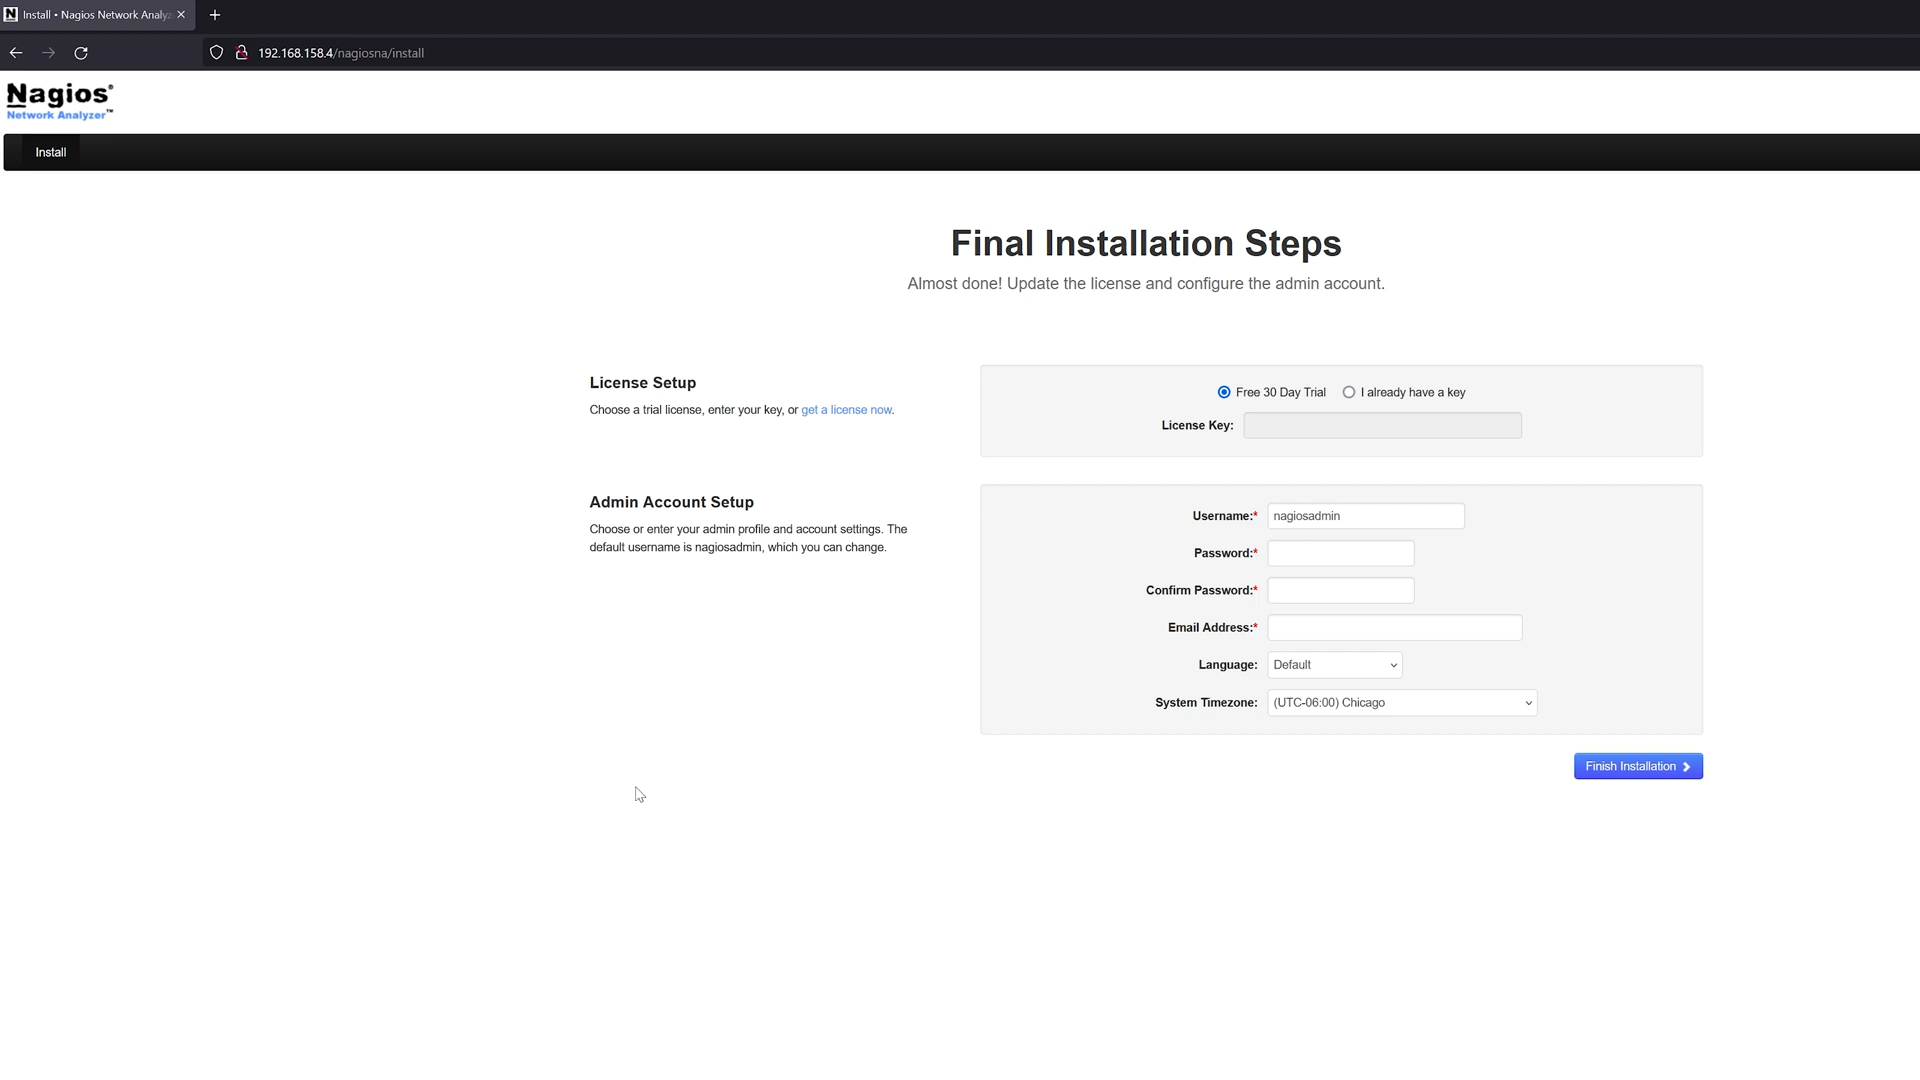 Install • Nagios Network Analyz
192.168.158.4/nagiosna/install
Nagios®
Network Analyzer™
Install
Final Installation Steps
Almost done! Update the license and configure the admin account.
License Setup
Choose a trial license, enter your key, or get a license now.
Free 30 Day Trial
I already have a key
License Key:
Admin Account Setup
Choose or enter your admin profile and account settings. The
default username is nagiosadmin, which you can change.
Username:* nagiosadmin
Password:*
Confirm Password:*
Email Address:*
Language: Default
System Timezone: (UTC-06:00) Chicago
Finish Installation